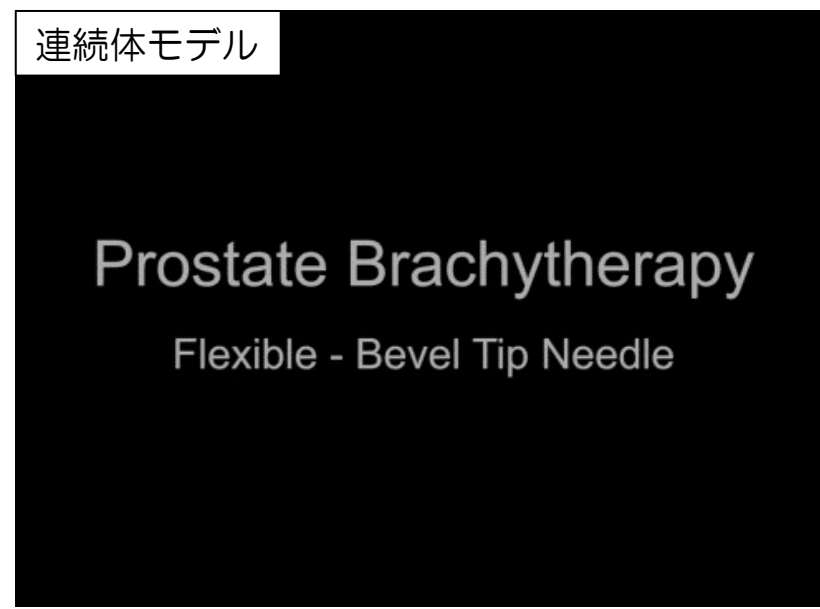 連続体モデル
Prostate Brachytherapy
Flexible - Bevel Tip Needle